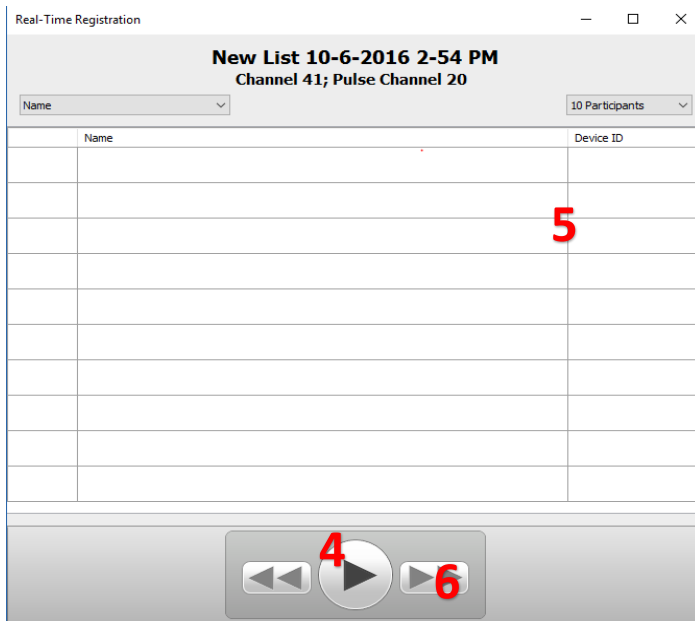 Real-Time Registration
New List 10-6-2016 2-54 PM
Channel 41; Pulse Channel 20
Name
10 Participants
Name
Device ID
5
4
6